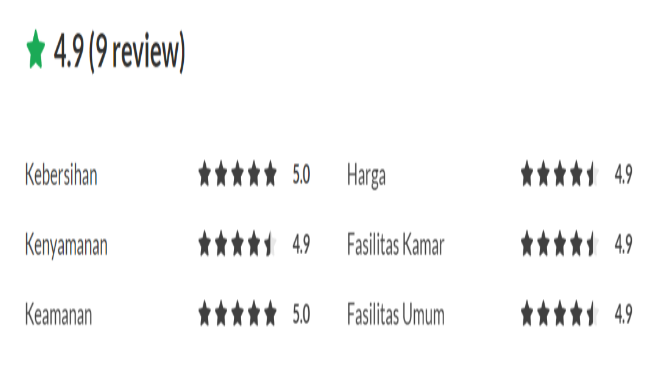 4.9 (9 review)
Kebersihan 5.0 Harga 4.9
Kenyamanan 4.9 Fasilitas Kamar 4.9
Keamanan 5.0 Fasilitas Umum 4.9